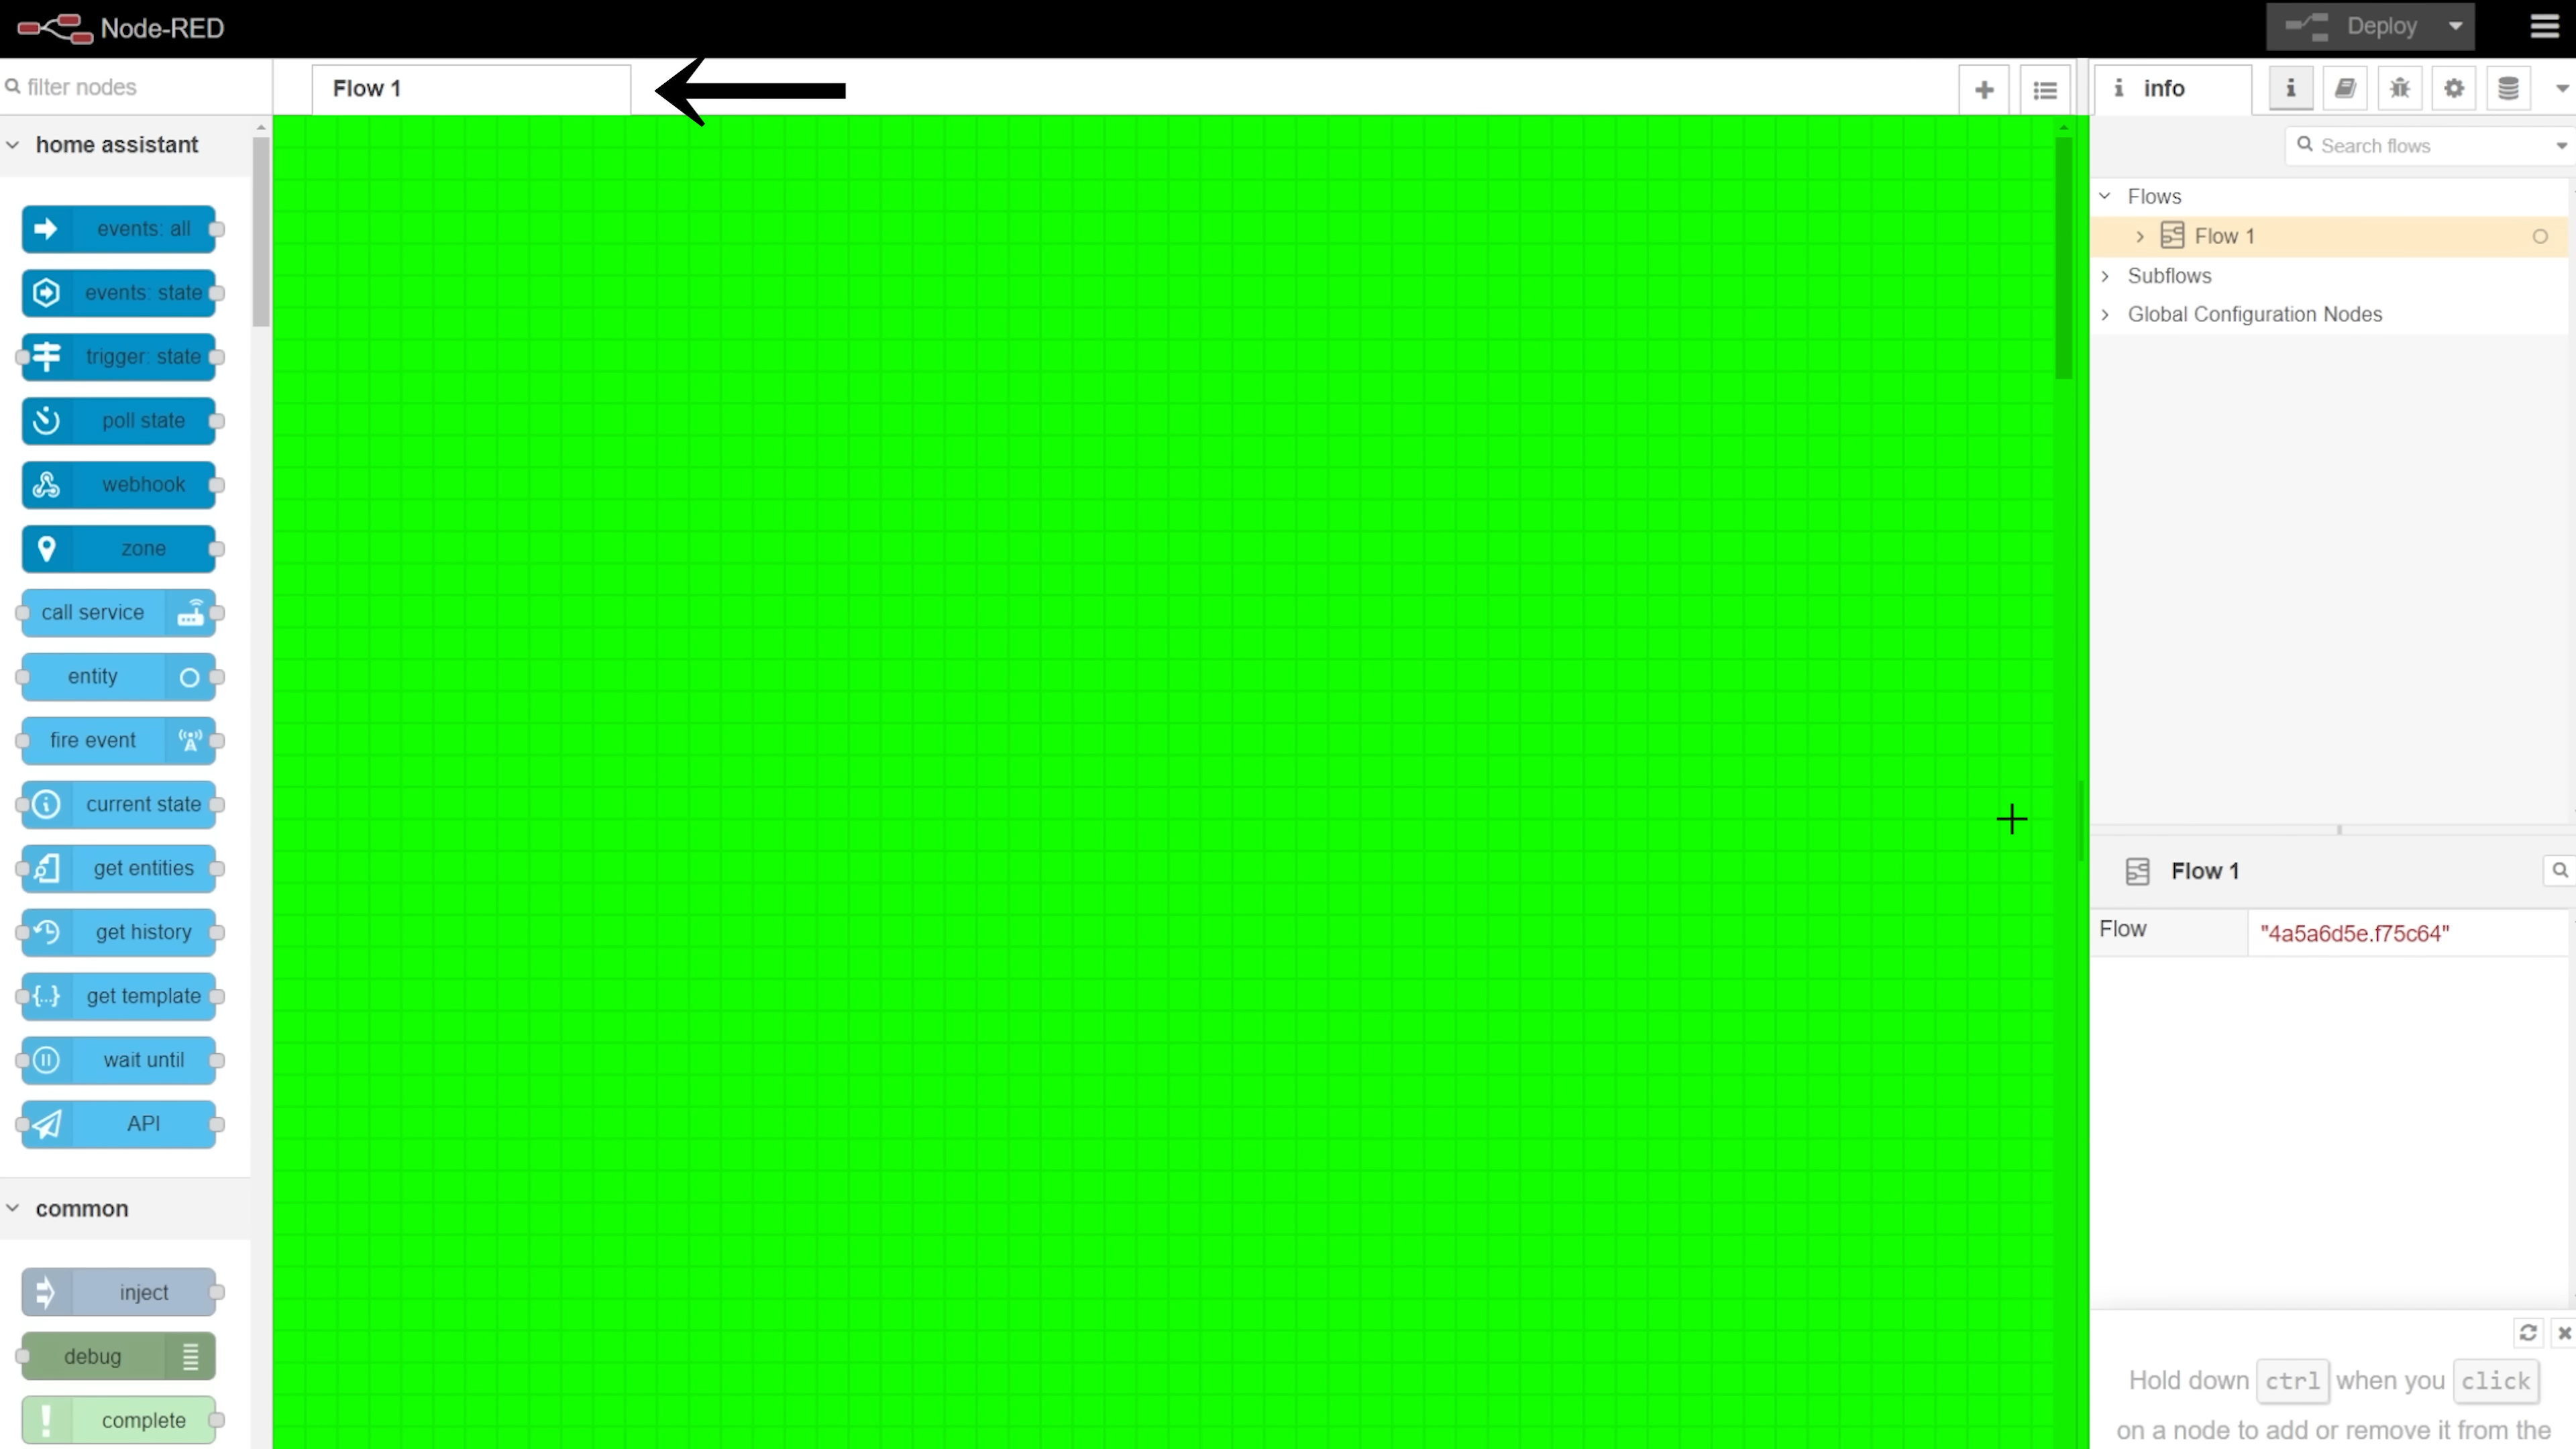 Node-RED
Deploy
filter nodes
Flow 1
info
home assistant
Search flows
events: all
events: state
trigger: state
poll state
webhook
zone
call service
entity
fire event
current state
get entities
get history
get template
wait until
API
common
inject
debug
complete
Flows
Flow 1
Subflows
Global Configuration Nodes
Flow 1
Flow "4a5a6d5e.f75c64"
Hold down ctrl when you click
on a node to add or remove it from the